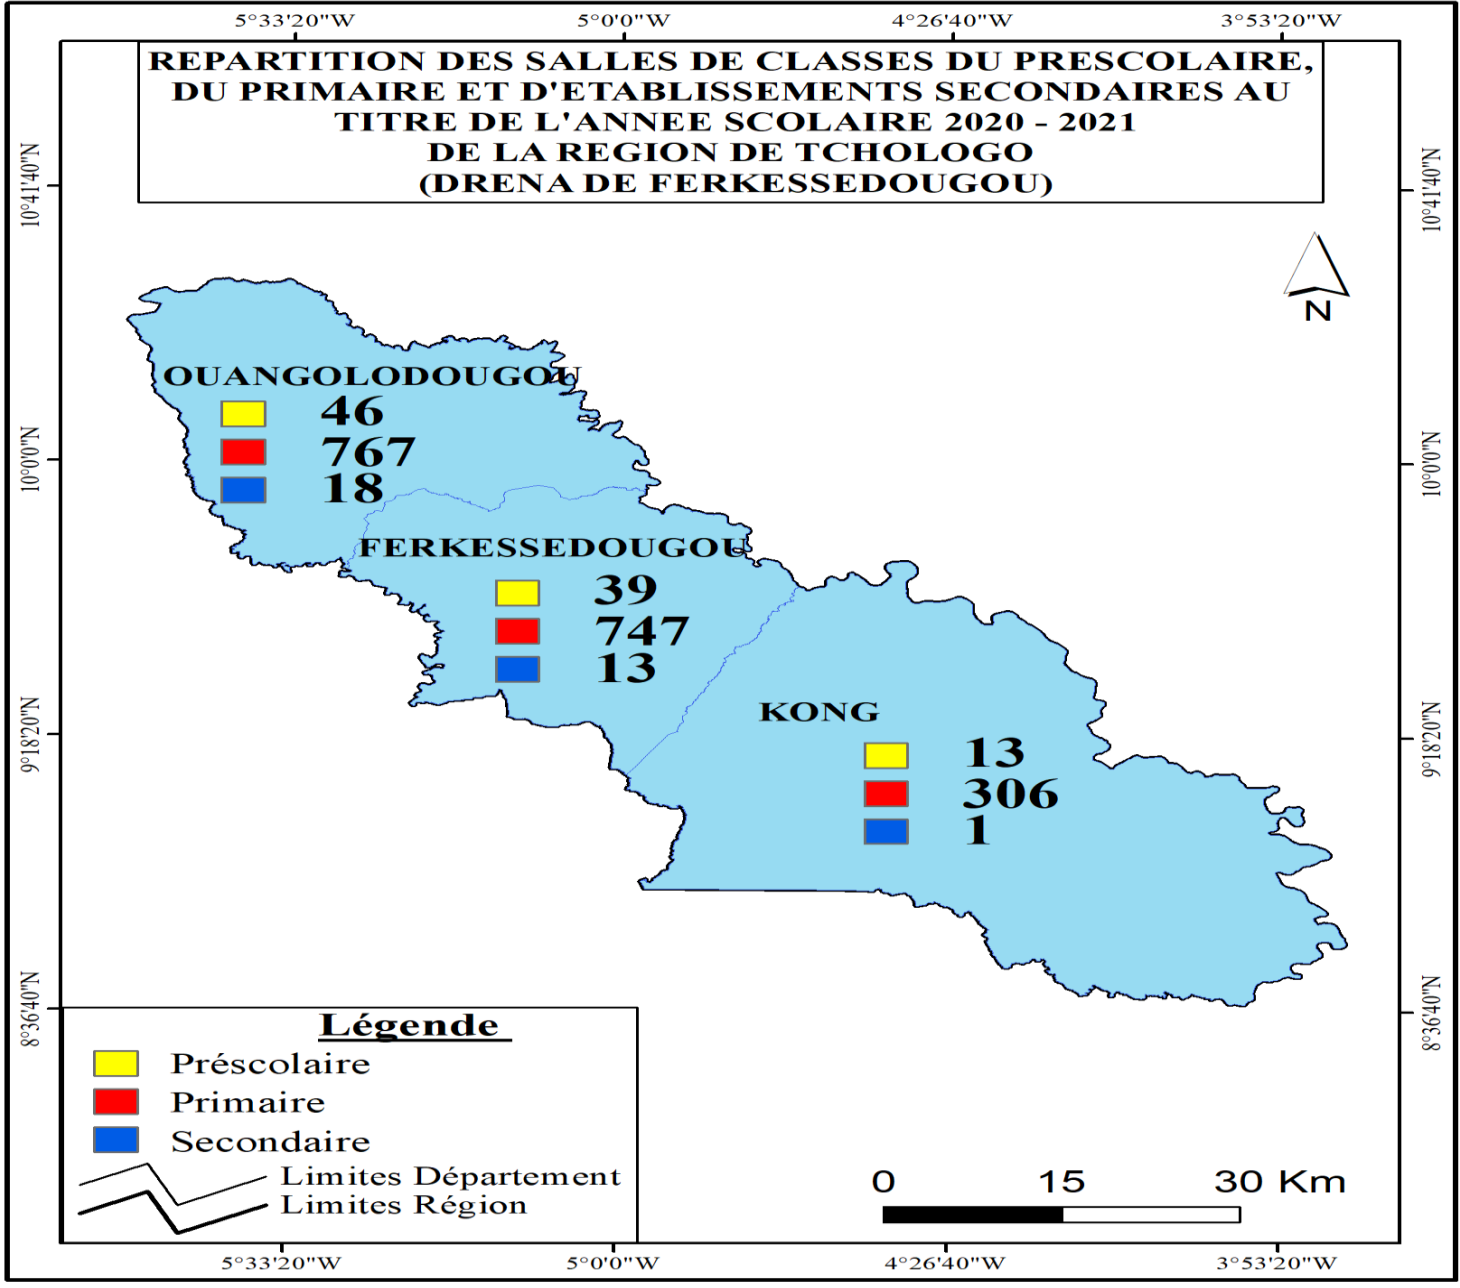 5°33'20"W 5°0'0"W 4°26'40"W 3°53'20"W
REPARTITION DES SALLES DE CLASSES DU PRESCOLAIRE,
DU PRIMAIRE ET D'ETABLISSEMENTS SECONDAIRES AU
TITRE DE L'ANNEE SCOLAIRE 2020 - 2021
DE LA REGION DE TCHOLOGO
(DRENA DE FERKESSEDOUGOU)
10°41'40"N 10°41'40"N
N
OUANGOLODOUGOU
46
767
18
10°0'0"N 10°0'0"N
FERKESSEDOUGOU
39
747
13
KONG
13
306
1
9°18'20"N 9°18'20"N
8°36'40"N 8°36'40"N
Légende
Préscolaire
Primaire
Secondaire
Limites Département
Limites Région
0 15 30 Km
5°33'20"W 5°0'0"W 4°26'40"W 3°53'20"W